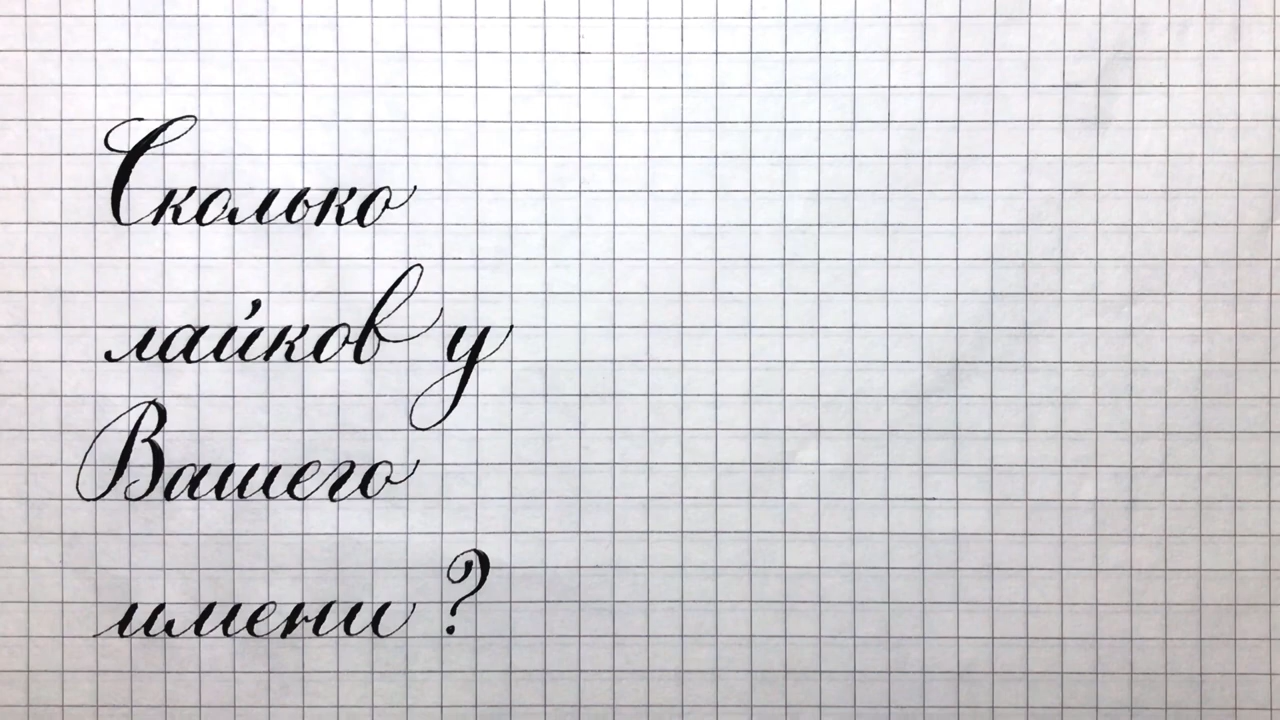 Сколько
лайков у
Вашего
имени?